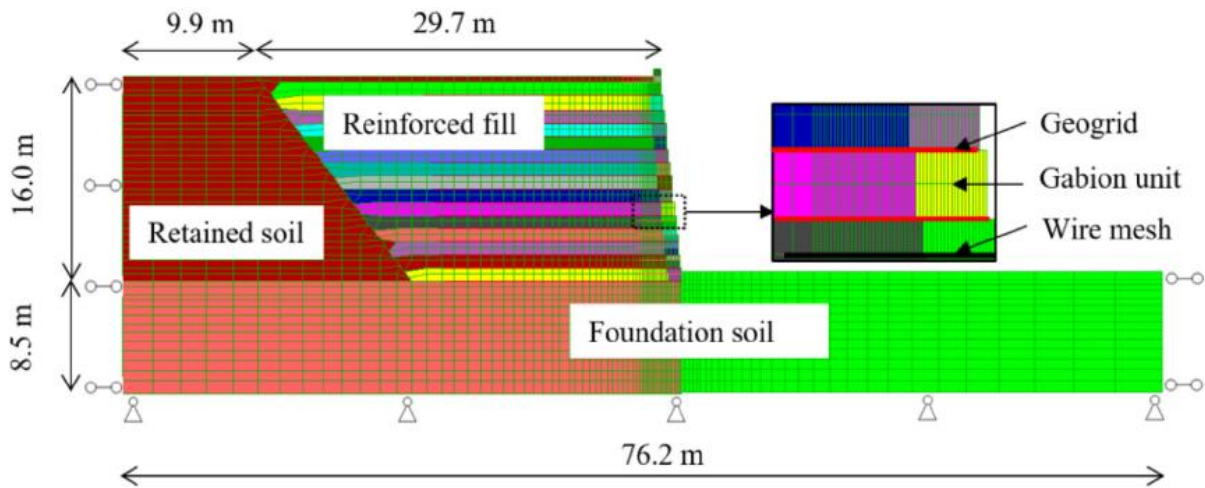 9.9 m
29.7 m
16.0 m
Reinforced fill
Retained soil
Geogrid
Gabion unit
Wire mesh
8.5 m
Foundation soil
76.2 m